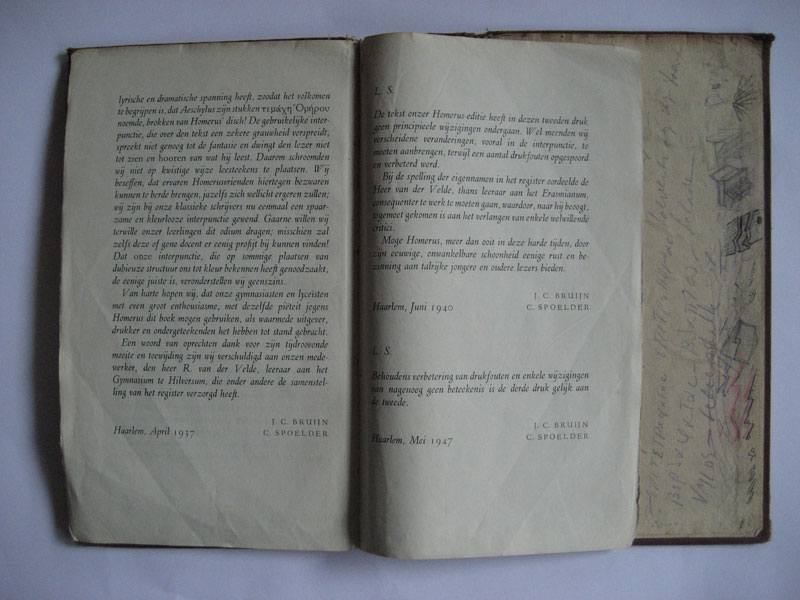 lyrische en dramatische spanning heeft, zoodat het volkomen
te begrijpen is, dat Aeschylus zijn stukken τεμάχη Ὁμήρου
noemde, brokken van Homerus' disch! De gebruikelijke inter-
punctie, die over den tekst een zekere grauwheid verspreidt,
spreekt niet genoeg tot de fantasie en dwingt den lezer niet
tot zien en hooren van wat hij leest. Daarom schroomden
wij niet op kwistige wijze leesteekens te plaatsen. Wij
beseffen, dat ervaren Homerusvrienden hiertegen bezwaren
kunnen te berde brengen, ja zelfs zich wellicht ergeren zullen;
wij zijn bij onze klassieke schrijvers nu eenmaal een spaar-
zame en kleurlooze interpunctie gewend. Gaarne willen wij
terwille onzer leerlingen dit odium dragen; misschien zal
zelfs deze of gene docent er eenig profijt bij kunnen vinden!
Dat onze interpunctie, die op sommige plaatsen van
dubieuze structuur ons tot kleur bekennen heeft genoodzaakt,
de eenige juiste is, veronderstellen wij geenszins.
Van harte hopen wij, dat onze gymnasiasten en lyceisten
met even groot enthousiasme, met dezelfde piëteit jegens
Homerus dit boek mogen gebruiken, als waarmede uitgever,
drukker en ondergeteekenden het hebben tot stand gebracht.
Een woord van oprechten dank voor zijn tijdroovende
moeite en toewijding zijn wij verschuldigd aan onzen mede-
werker, den heer R. van der Velde, leeraar aan het
Gymnasium te Hilversum, die onder andere de samenstel-
ling van het register verzorgd heeft.
J. C. BRUIJN
Haarlem, April 1937 C. SPOELDER
L. S.
De tekst onzer Homerus-editie heeft in dezen tweeden druk
geen principieele wijzigingen ondergaan. Wel meenden wij
verscheidene veranderingen, vooral in de interpunctie, te
moeten aanbrengen, terwijl een aantal drukfouten opgespoord
en verbeterd werd.
Bij de spelling der eigennamen in het register oordeelde de
Heer van der Velde, thans leeraar aan het Erasmianum,
consequenter te werk te moeten gaan, waardoor, naar hij beoogt,
tegemoet gekomen is aan het verlangen van enkele welwillende
critici.
Moge Homerus, meer dan ooit in deze harde tijden, door
zijn eeuwige, onwankelbare schoonheid eenige rust en be-
zinning aan talrijke jongere en oudere lezers bieden.
J. C. BRUIJN
Haarlem, Juni 1940 C. SPOELDER
L. S.
Behoudens verbetering van drukfouten en enkele wijzigingen
van nagenoeg geen beteekenis is de derde druk gelijk aan
de tweede.
J. C. BRUIJN
Haarlem, Mei 1947 C. SPOELDER